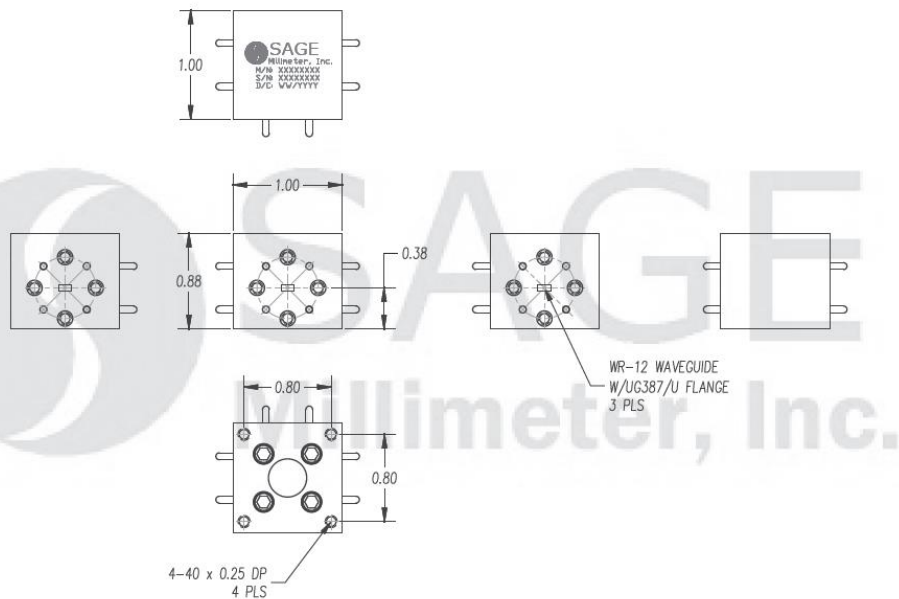 1.00
SAGE
Millimeter, Inc.
M/N: XXXXXXXX
S/N: XXXXXXXX
D/C: WW/YYYY
1.00
0.88
0.38
SAGE
Millimeter, Inc.
WR-12 WAVEGUIDE
W/UG387/U FLANGE
3 PLS
0.80
0.80
4-40 x 0.25 DP
4 PLS